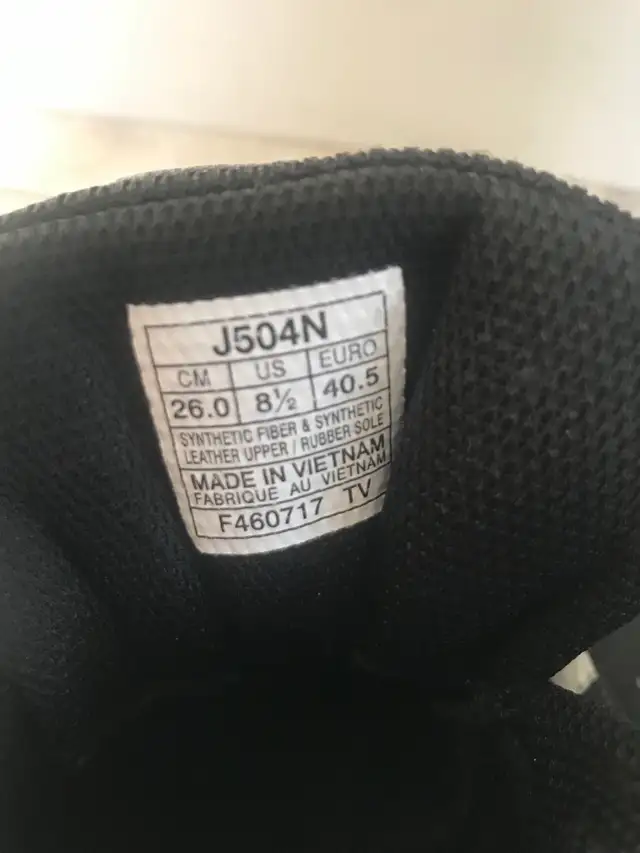 J504N
CM US EURO
26.0 8½ 40.5
SYNTHETIC FIBER & SYNTHETIC
LEATHER UPPER / RUBBER SOLE
MADE IN VIETNAM
FABRIQUE AU VIETNAM
F460717 TV